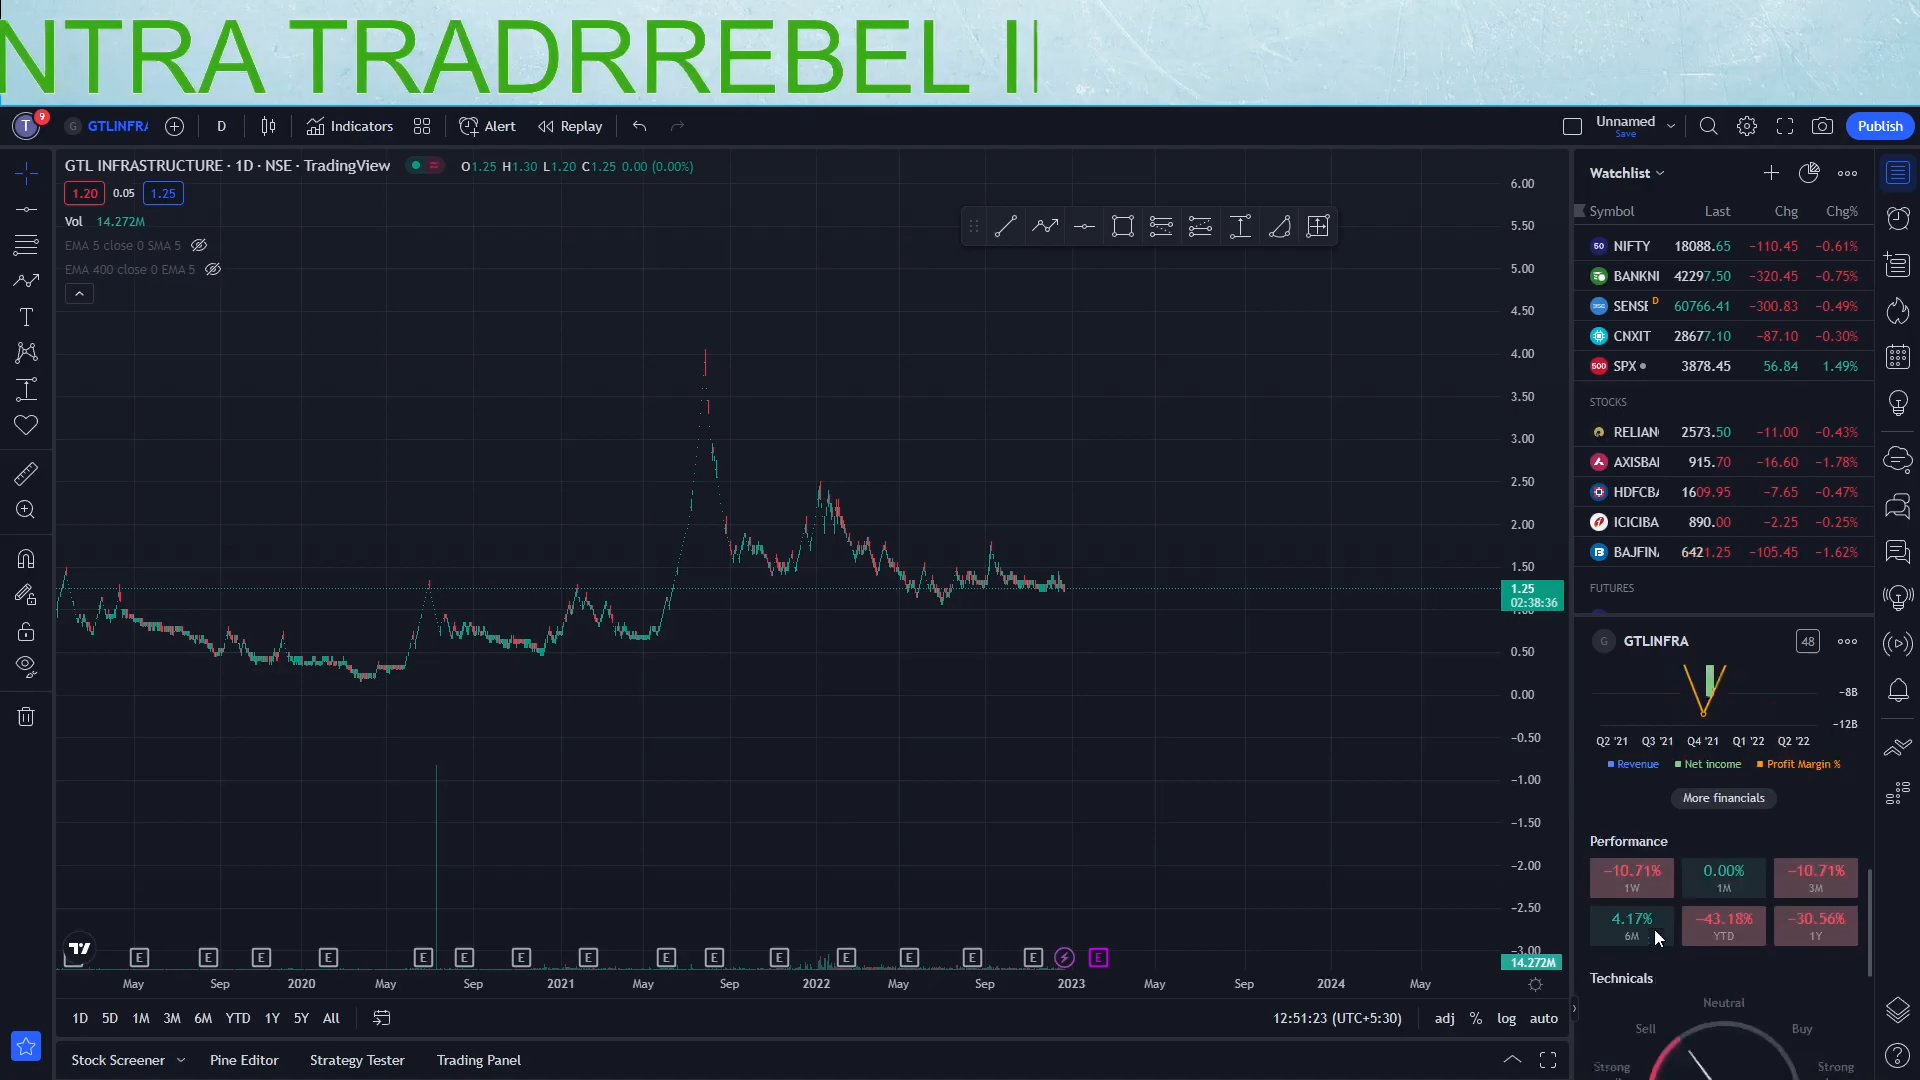 NTRA TRADRREBEL I
T 9 G GTLINFRA D Indicators Alert Replay Unnamed Save Publish
GTL INFRASTRUCTURE · 1D · NSE · TradingView O1.25 H1.30 L1.20 C1.25 0.00 (0.00%)
1.20 0.05 1.25
Vol 14.272M
EMA 5 close 0 SMA 5
EMA 400 close 0 EMA 5
6.00
5.50
5.00
4.50
4.00
3.50
3.00
2.50
2.00
1.50
1.25
02:38:36
1.00
0.50
0.00
−0.50
−1.00
−1.50
−2.00
−2.50
−3.00
14.272M
E E E E E E E E E E E E E E E E
May Sep 2020 May Sep 2021 May Sep 2022 May Sep 2023 May Sep 2024 May
1D 5D 1M 3M 6M YTD 1Y 5Y All 12:51:23 (UTC+5:30) adj % log auto
Stock Screener Pine Editor Strategy Tester Trading Panel
Watchlist
Symbol Last Chg Chg%
50 NIFTY 18088.65 −110.45 −0.61%
BANKNI 42297.50 −320.45 −0.75%
SENSE D 60766.41 −300.83 −0.49%
CNXIT 28677.10 −87.10 −0.30%
500 SPX 3878.45 56.84 1.49%
STOCKS
RELIAN 2573.50 −11.00 −0.43%
AXISBAI 915.70 −16.60 −1.78%
HDFCBA 1609.95 −7.65 −0.47%
ICICIBA 890.00 −2.25 −0.25%
BAJFIN 6421.25 −105.45 −1.62%
FUTURES
G GTLINFRA 48
−8B
−12B
Q2 '21 Q3 '21 Q4 '21 Q1 '22 Q2 '22
Revenue Net income Profit Margin %
More financials
Performance
−10.71% 0.00% −10.71%
1W 1M 3M
4.17% −43.18% −30.56%
6M YTD 1Y
Technicals
Neutral
Sell Buy
Strong Strong